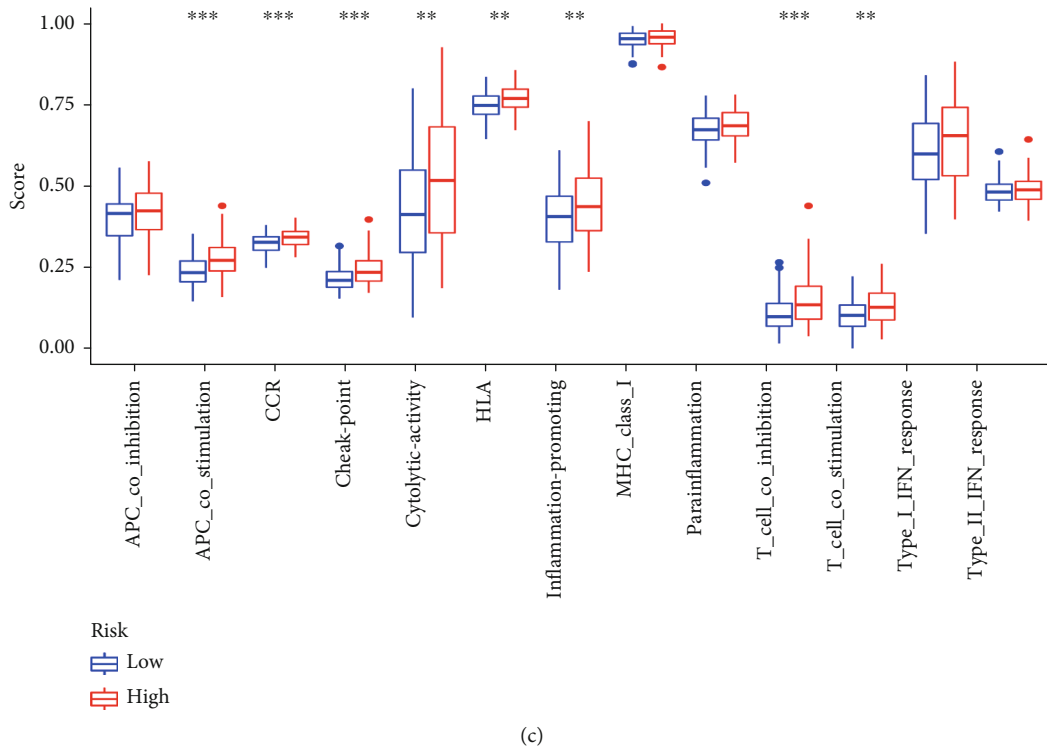 *** *** *** ** ** ** *** **
1.00
0.75
0.50
0.25
0.00
Score
APC_co_inhibition
APC_co_stimulation
CCR
Cheak-point
Cytolytic-activity
HLA
Inflammation-promoting
MHC_class_I
Parainflammation
T_cell_co_inhibition
T_cell_co_stimulation
Type_I_IFN_response
Type_II_IFN_response
Risk
Low
High
(c)